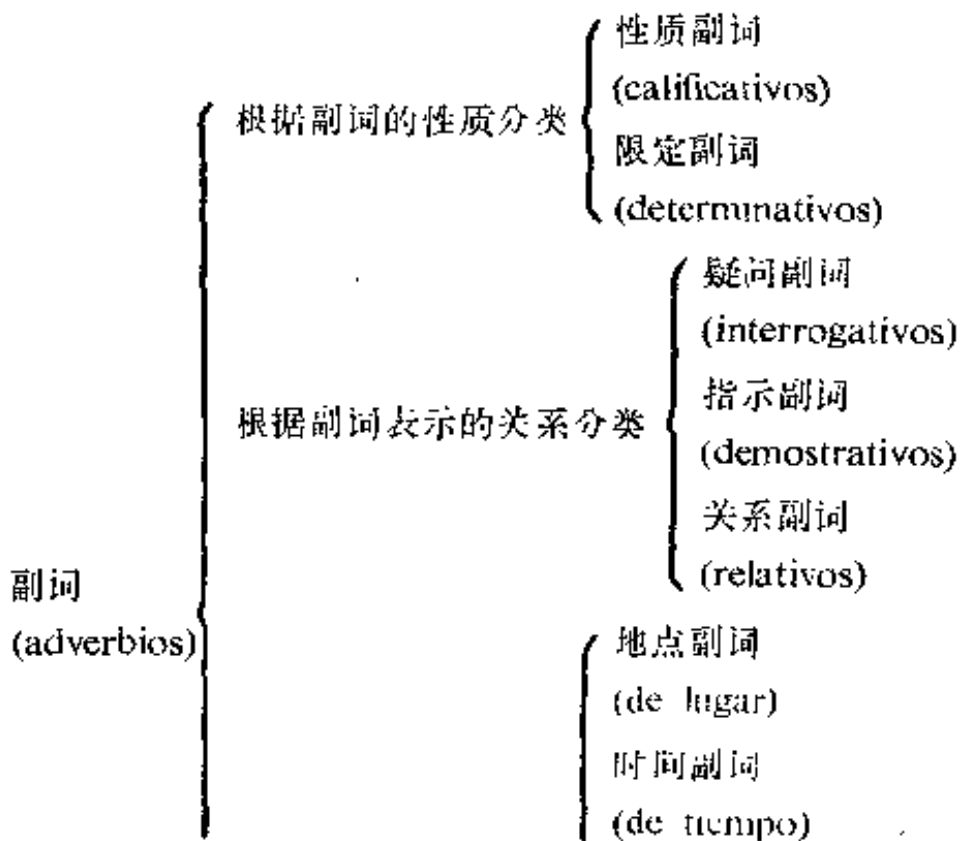 性质副词
(calificativos)
根据副词的性质分类
限定副词
(determinativos)
疑问副词
(interrogativos)
指示副词
根据副词表示的关系分类
(demostrativos)
关系副词
(relativos)
副词
(adverbios)
地点副词
(de lugar)
时间副词
(de tiempo)